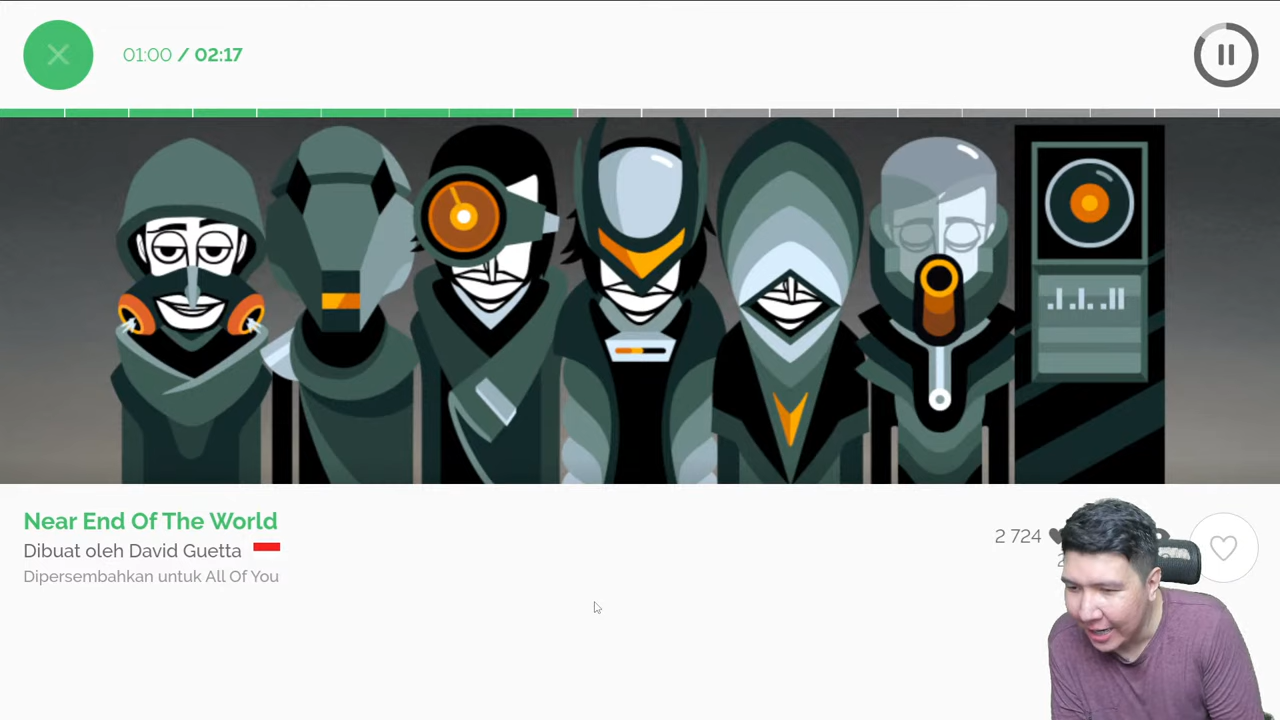 01:00 / 02:17
Near End Of The World
Dibuat oleh David Guetta
Dipersembahkan untuk All Of You
2 724